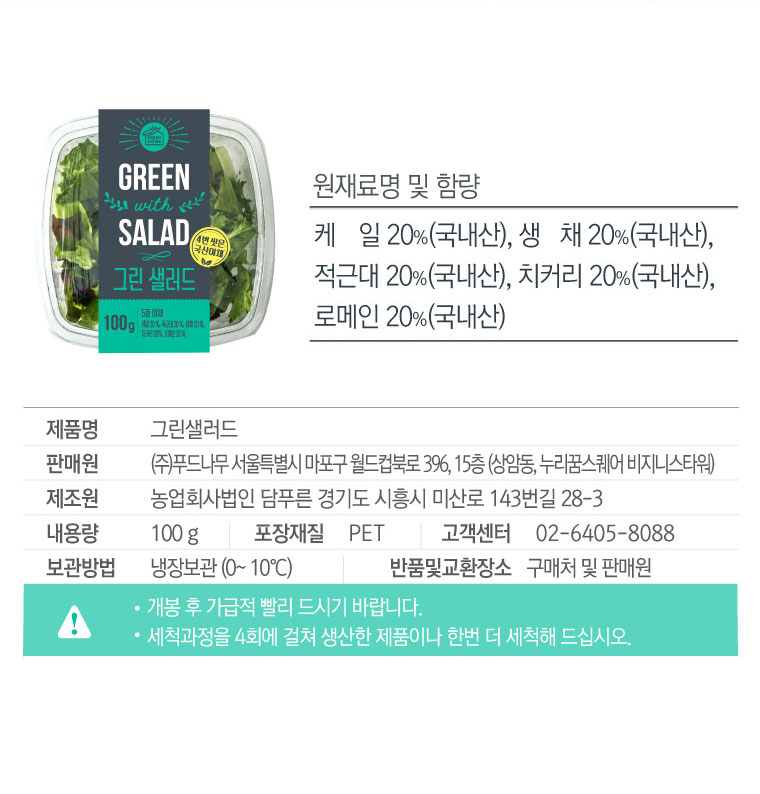 FRESH HOUSE
GREEN
with
SALAD
4번 씻은
국산야채
그린 샐러드
100g
5종 야채
원재료명 및 함량
케 일 20%(국내산), 생 채 20%(국내산),
적근대 20%(국내산), 치커리 20%(국내산),
로메인 20%(국내산)
제품명 그린샐러드
판매원 (주)푸드나무 서울특별시 마포구 월드컵북로 396, 15층 (상암동, 누리꿈스퀘어 비지니스타워)
제조원 농업회사법인 담푸른 경기도 시흥시 미산로 143번길 28-3
내용량 100 g 포장재질 PET 고객센터 02-6405-8088
보관방법 냉장보관 (0~ 10℃) 반품및교환장소 구매처 및 판매원
• 개봉 후 가급적 빨리 드시기 바랍니다.
• 세척과정을 4회에 걸쳐 생산한 제품이나 한번 더 세척해 드십시오.